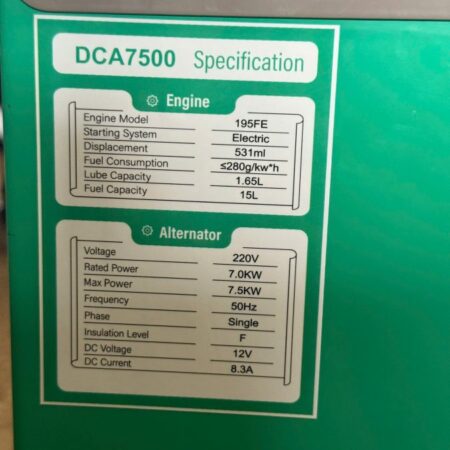 DCA7500 Specification
Engine
Engine Model 195FE
Starting System Electric
Displacement 531ml
Fuel Consumption ≤280g/kw*h
Lube Capacity 1.65L
Fuel Capacity 15L
Alternator
Voltage 220V
Rated Power 7.0KW
Max Power 7.5KW
Frequency 50Hz
Phase Single
Insulation Level F
DC Voltage 12V
DC Current 8.3A